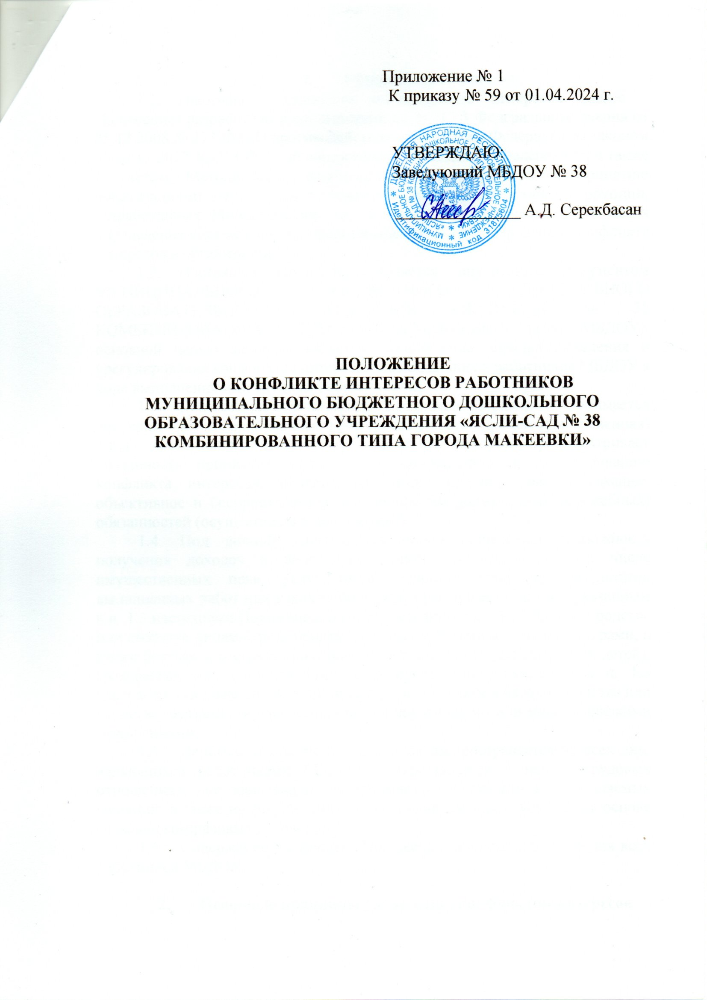 Приложение № 1
К приказу № 59 от 01.04.2024 г.
УТВЕРЖДАЮ:
Заведующий МБДОУ № 38
А.Д. Серекбасан
ДОНЕЦКАЯ НАРОДНАЯ РЕСПУБЛИКА
Идентификационный код 31875604
МУНИЦИПАЛЬНОЕ БЮДЖЕТНОЕ ДОШКОЛЬНОЕ ОБРАЗОВАТЕЛЬНОЕ УЧРЕЖДЕНИЕ
«ЯСЛИ-САД № 38 КОМБИНИРОВАННОГО ТИПА ГОРОДА МАКЕЕВКИ»
ПОЛОЖЕНИЕ
О КОНФЛИКТЕ ИНТЕРЕСОВ РАБОТНИКОВ
МУНИЦИПАЛЬНОГО БЮДЖЕТНОГО ДОШКОЛЬНОГО
ОБРАЗОВАТЕЛЬНОГО УЧРЕЖДЕНИЯ «ЯСЛИ-САД № 38
КОМБИНИРОВАННОГО ТИПА ГОРОДА МАКЕЕВКИ»